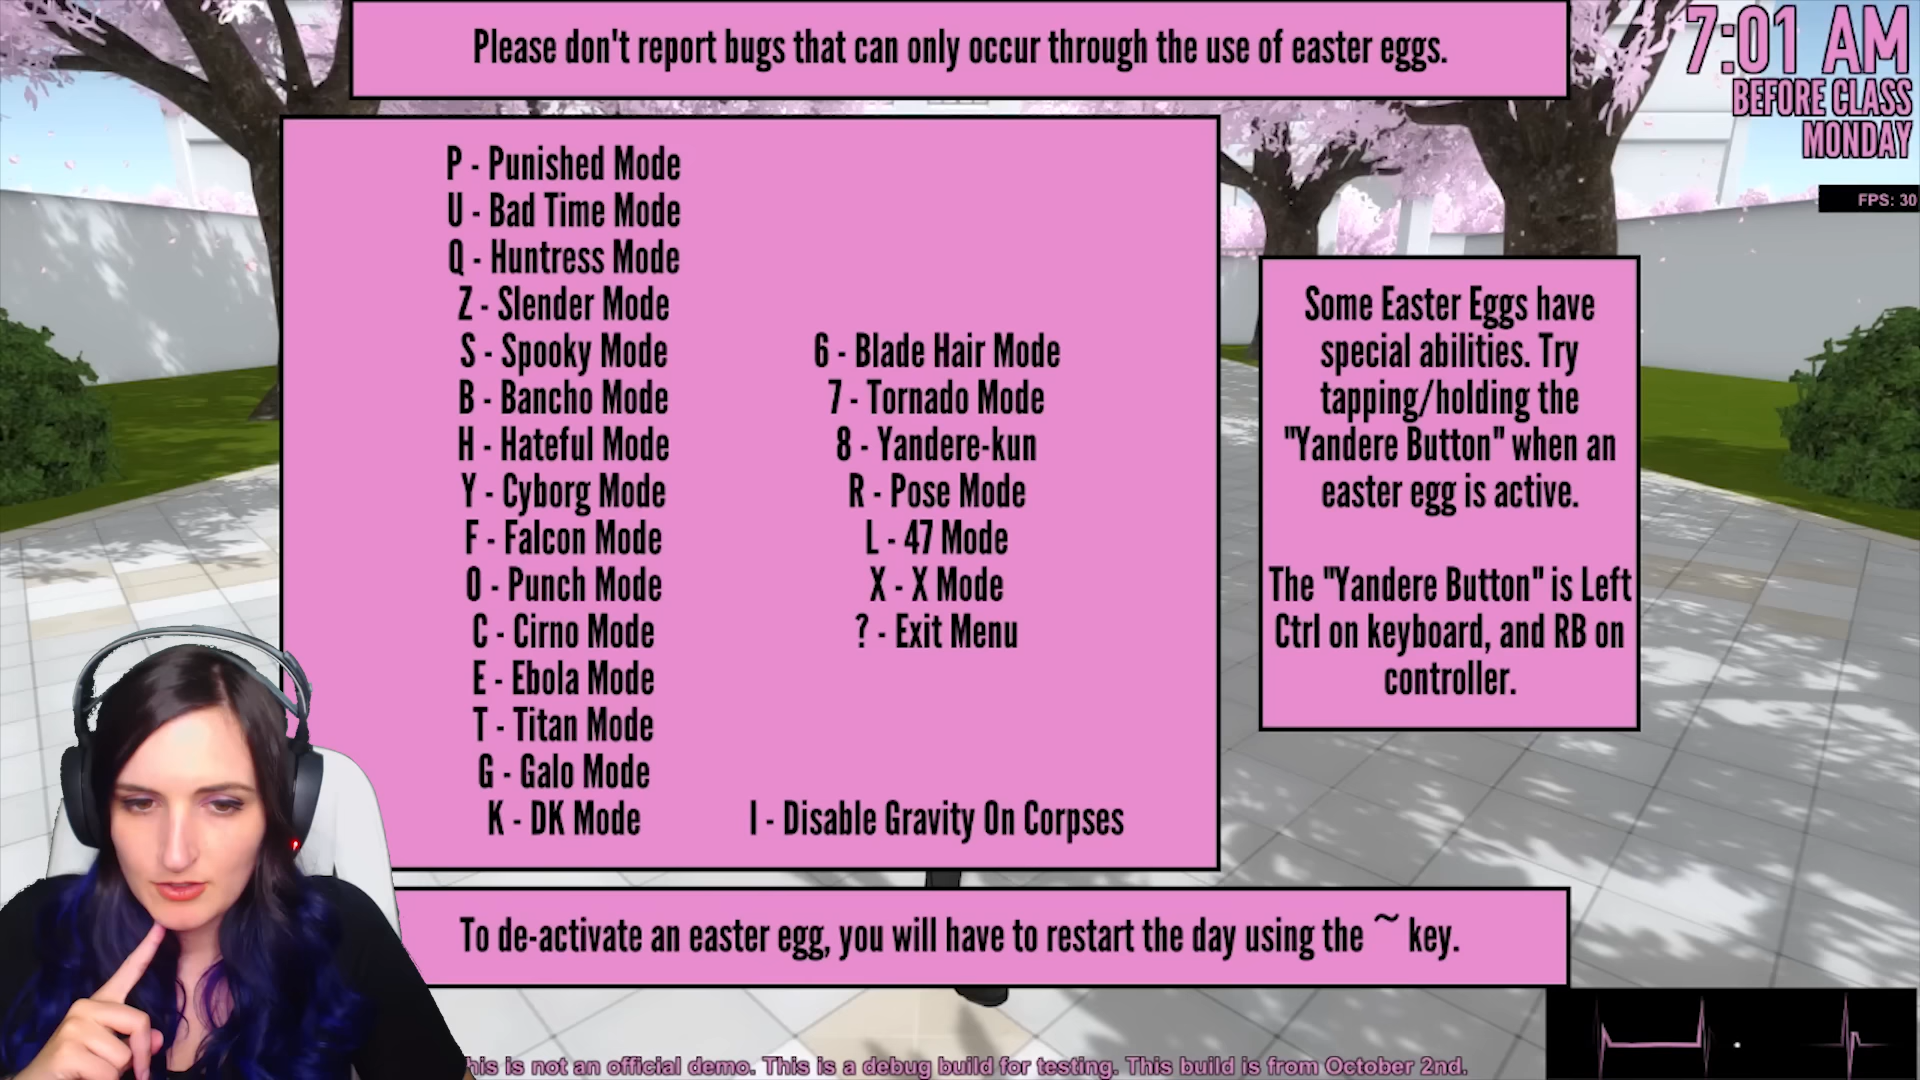 Please don't report bugs that can only occur through the use of easter eggs.
7:01 AM
BEFORE CLASS
MONDAY
FPS: 30
P - Punished Mode
U - Bad Time Mode
Q - Huntress Mode
Z - Slender Mode
S - Spooky Mode
B - Bancho Mode
H - Hateful Mode
Y - Cyborg Mode
F - Falcon Mode
O - Punch Mode
C - Cirno Mode
E - Ebola Mode
T - Titan Mode
G - Galo Mode
K - DK Mode
6 - Blade Hair Mode
7 - Tornado Mode
8 - Yandere-kun
R - Pose Mode
L - 47 Mode
X - X Mode
? - Exit Menu
I - Disable Gravity On Corpses
Some Easter Eggs have
special abilities. Try
tapping/holding the
"Yandere Button" when an
easter egg is active.
The "Yandere Button" is Left
Ctrl on keyboard, and RB on
controller.
To de-activate an easter egg, you will have to restart the day using the ~ key.
his is not an official demo. This is a debug build for testing. This build is from October 2nd.